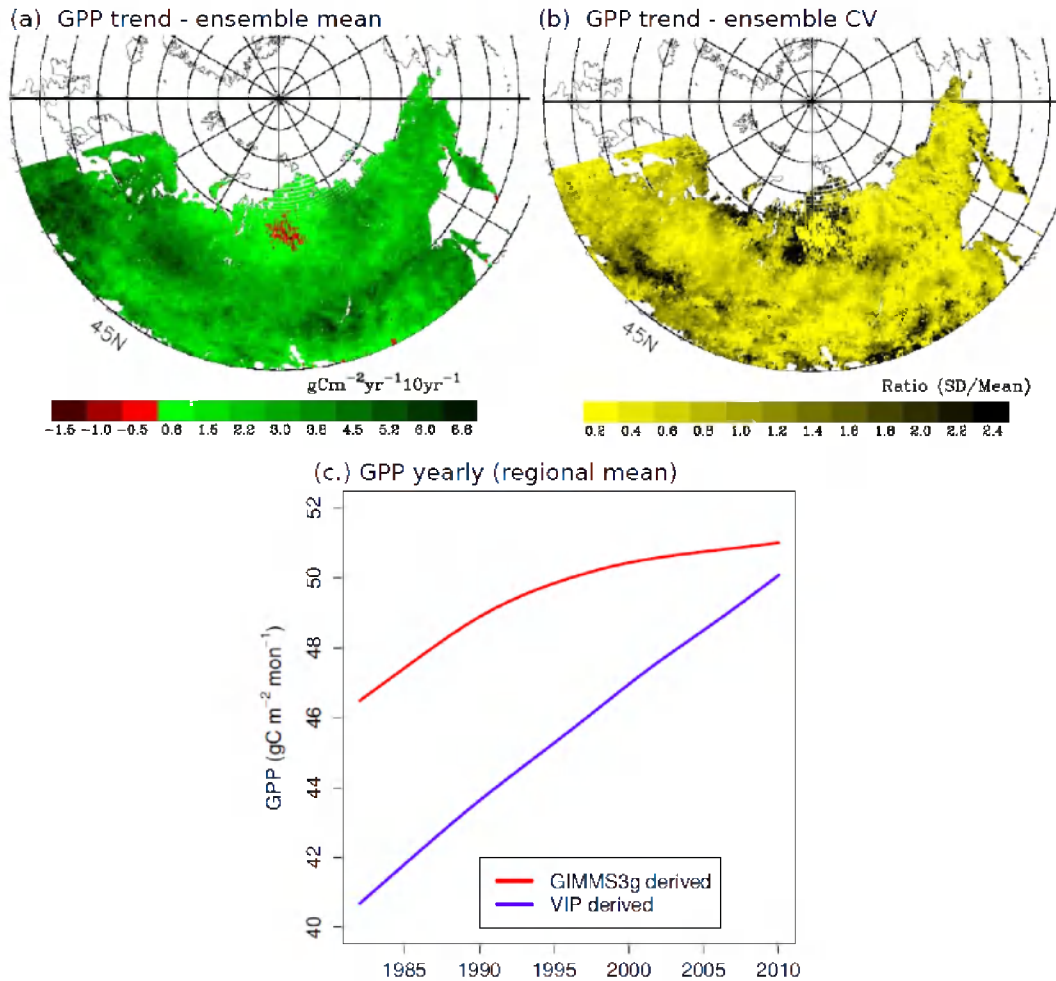 (a) GPP trend - ensemble mean
(b) GPP trend - ensemble CV
45N
45N
gCm⁻²yr⁻¹10yr⁻¹
Ratio (SD/Mean)
−1.5 −1.0 −0.5 0.8 1.5 2.2 3.0 3.8 4.5 5.2 6.0 6.8
0.2 0.4 0.6 0.8 1.0 1.2 1.4 1.6 1.8 2.0 2.2 2.4
(c.) GPP yearly (regional mean)
52
50
48
46
44
42
40
GPP (gC m⁻² mon⁻¹)
GIMMS3g derived
VIP derived
1985 1990 1995 2000 2005 2010